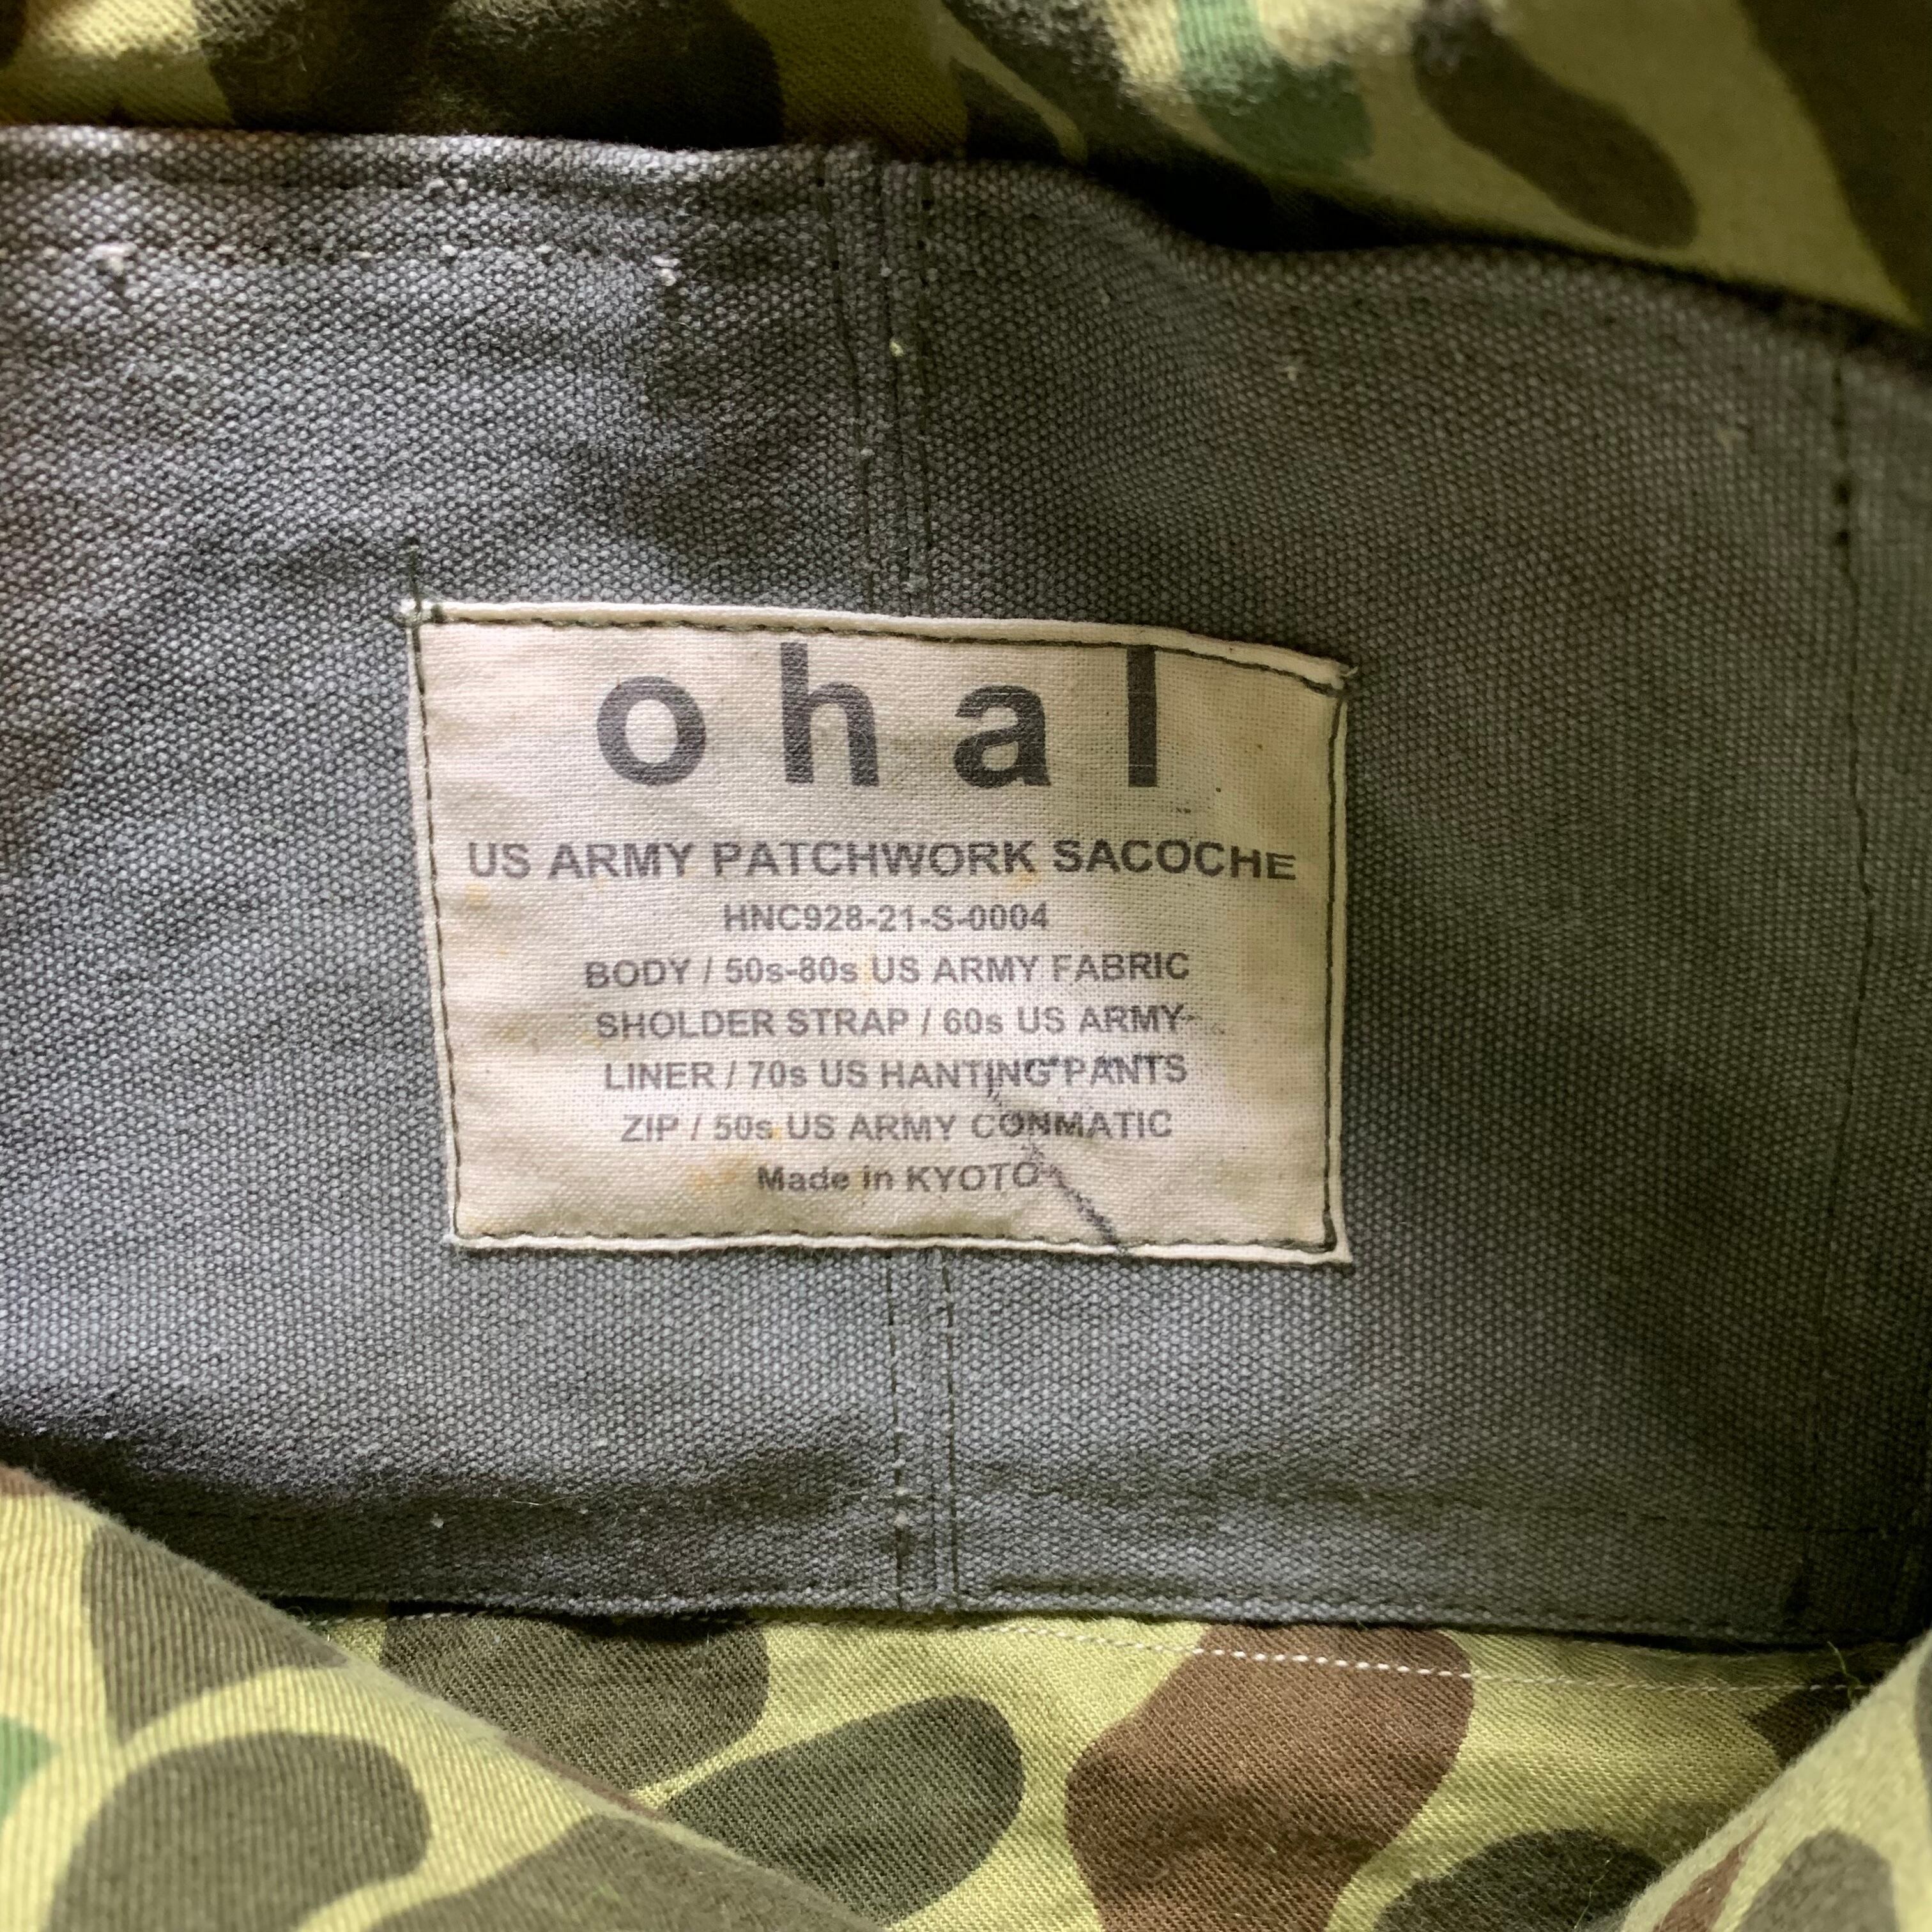 ohal
US ARMY PATCHWORK SACOCHE
HNC928-21-S-0004
BODY / 50s-80s US ARMY FABRIC
SHOLDER STRAP / 60s US ARMY
LINER / 70s US HANTING PANTS
ZIP / 50s US ARMY CONMATIC
Made in KYOTO